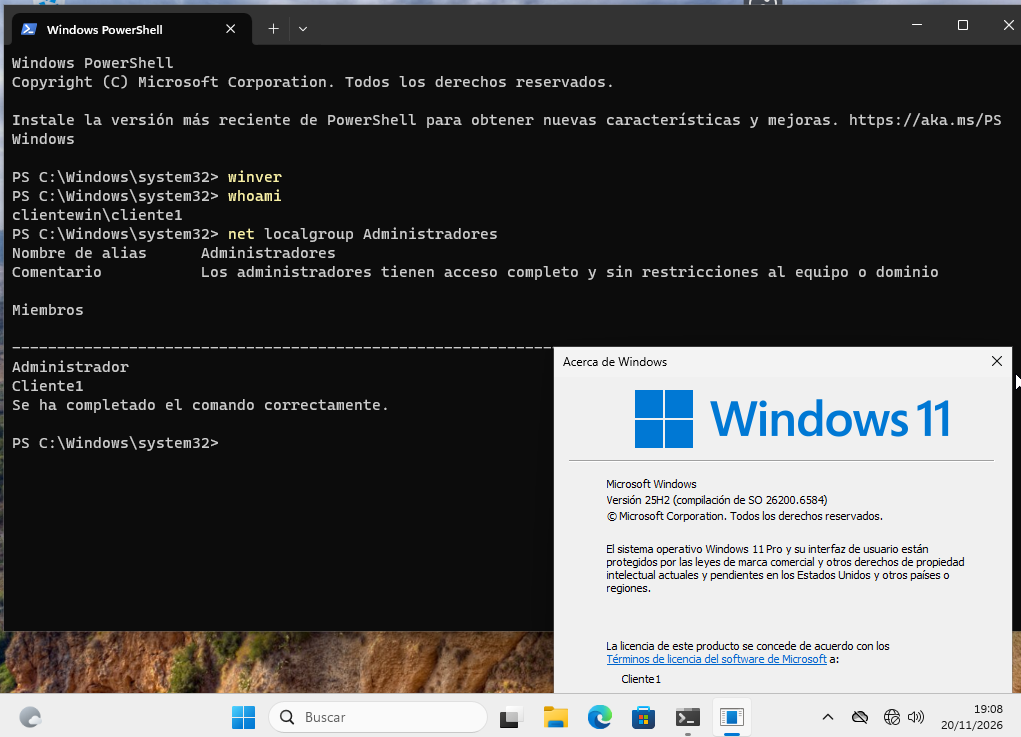 Windows PowerShell
Windows PowerShell
Copyright (C) Microsoft Corporation. Todos los derechos reservados.
Instale la versión más reciente de PowerShell para obtener nuevas características y mejoras. https://aka.ms/PS
Windows
PS C:\Windows\system32> winver
PS C:\Windows\system32> whoami
clientewin\cliente1
PS C:\Windows\system32> net localgroup Administradores
Nombre de alias Administradores
Comentario Los administradores tienen acceso completo y sin restricciones al equipo o dominio
Miembros
-------------------------------------------------------------
Administrador
Cliente1
Se ha completado el comando correctamente.
PS C:\Windows\system32>
Acerca de Windows
Windows 11
Microsoft Windows
Versión 25H2 (compilación de SO 26200.6584)
© Microsoft Corporation. Todos los derechos reservados.
El sistema operativo Windows 11 Pro y su interfaz de usuario están
protegidos por las leyes de marca comercial y otros derechos de propiedad
intelectual actuales y pendientes en los Estados Unidos y otros países o
regiones.
La licencia de este producto se concede de acuerdo con los
Términos de licencia del software de Microsoft a:
Cliente1
Buscar
19:08
20/11/2026